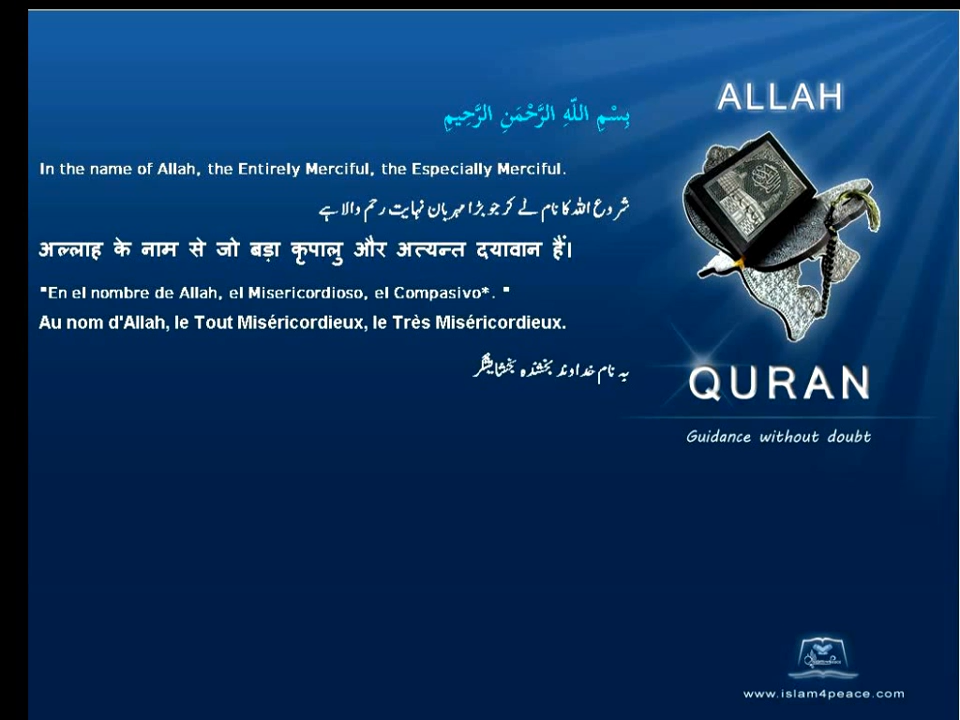 بِسْمِ اللّهِ الرَّحْمَنِ الرَّحِيمِ
In the name of Allah, the Entirely Merciful, the Especially Merciful.
شروع اللہ کا نام لے کر جو بڑا مہربان نہایت رحم والا ہے
अल्लाह के नाम से जो बड़ा कृपालु और अत्यन्त दयावान हैं।
"En el nombre de Allah, el Misericordioso, el Compasivo*. "
Au nom d'Allah, le Tout Miséricordieux, le Très Miséricordieux.
به نام خداوند بخشنده بخشایشگر
ALLAH
QURAN
Guidance without doubt
www.islam4peace.com